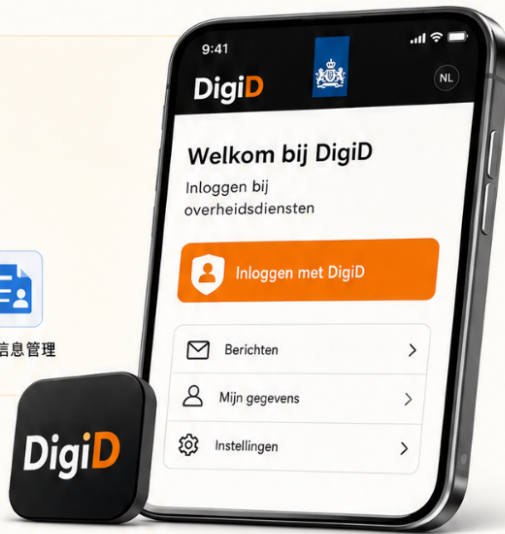 9:41
DigiD
NL
Welkom bij DigiD
Inloggen bij
overheidsdiensten
Inloggen met DigiD
Berichten
Mijn gegevens
Instellingen
信息管理
DigiD